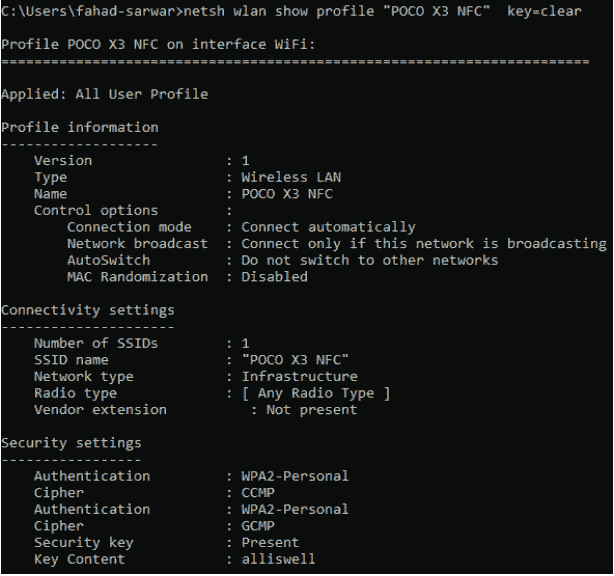 C:\Users\fahad-sarwar>netsh wlan show profile "POCO X3 NFC"  key=clear
Profile POCO X3 NFC on interface WiFi:
=======================================================================
Applied: All User Profile
Profile information
-------------------
    Version                : 1
    Type                   : Wireless LAN
    Name                   : POCO X3 NFC
    Control options        :
        Connection mode    : Connect automatically
        Network broadcast  : Connect only if this network is broadcasting
        AutoSwitch         : Do not switch to other networks
        MAC Randomization  : Disabled
Connectivity settings
---------------------
    Number of SSIDs        : 1
    SSID name              : "POCO X3 NFC"
    Network type           : Infrastructure
    Radio type             : [ Any Radio Type ]
    Vendor extension          : Not present
Security settings
-----------------
    Authentication         : WPA2-Personal
    Cipher                 : CCMP
    Authentication         : WPA2-Personal
    Cipher                 : GCMP
    Security key           : Present
    Key Content            : alliswell